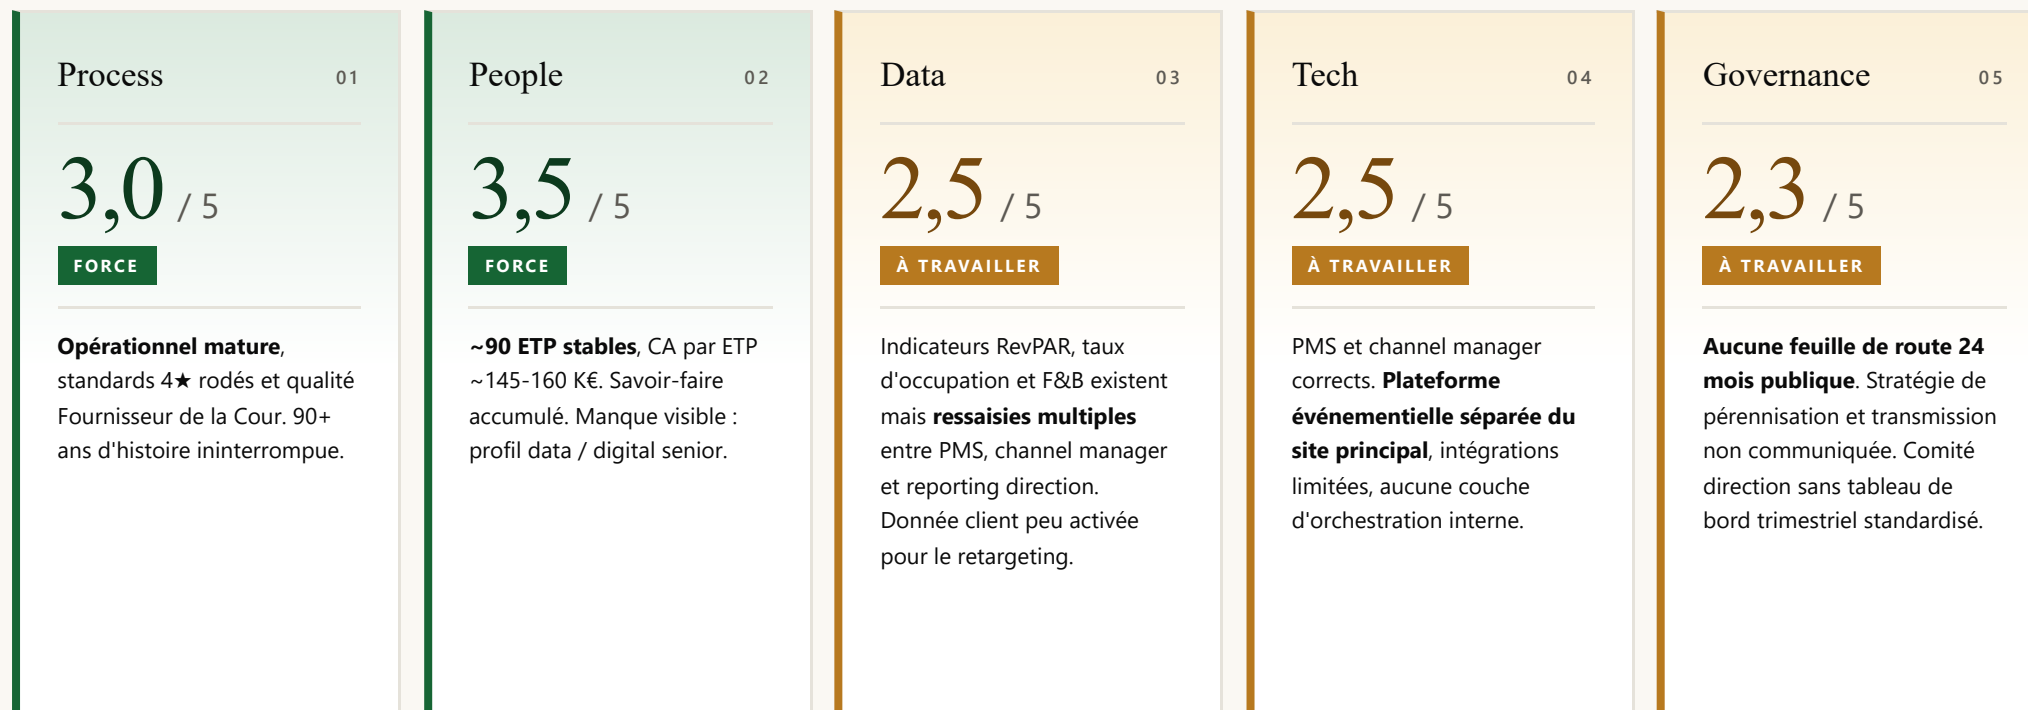 Process 01
3,0 / 5
FORCE
Opérationnel mature,
standards 4★ rodés et qualité
Fournisseur de la Cour. 90+
ans d'histoire ininterrompue.
People 02
3,5 / 5
FORCE
~90 ETP stables, CA par ETP
~145-160 K€. Savoir-faire
accumulé. Manque visible :
profil data / digital senior.
Data 03
2,5 / 5
À TRAVAILLER
Indicateurs RevPAR, taux
d'occupation et F&B existent
mais ressaisies multiples
entre PMS, channel manager
et reporting direction.
Donnée client peu activée
pour le retargeting.
Tech 04
2,5 / 5
À TRAVAILLER
PMS et channel manager
corrects. Plateforme
événementielle séparée du
site principal, intégrations
limitées, aucune couche
d'orchestration interne.
Governance 05
2,3 / 5
À TRAVAILLER
Aucune feuille de route 24
mois publique. Stratégie de
pérennisation et transmission
non communiquée. Comité
direction sans tableau de
bord trimestriel standardisé.